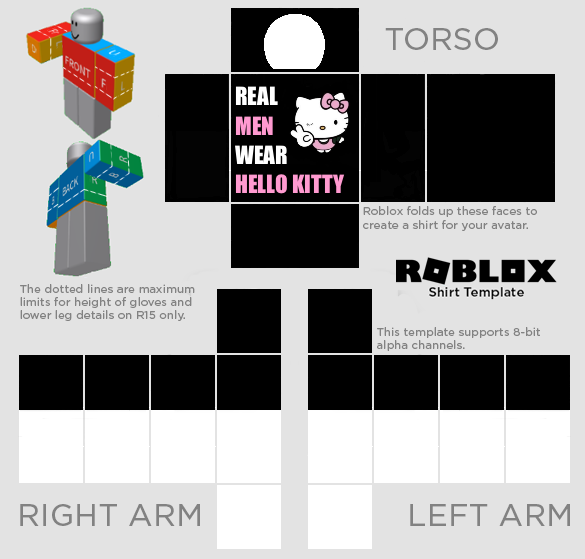 TORSO
FRONT
F
L
REAL
MEN
WEAR
HELLO KITTY
BACK
Roblox folds up these faces to
create a shirt for your avatar.
ROBLOX
Shirt Template
The dotted lines are maximum
limits for height of gloves and
lower leg details on R15 only.
This template supports 8-bit
alpha channels.
RIGHT ARM
LEFT ARM